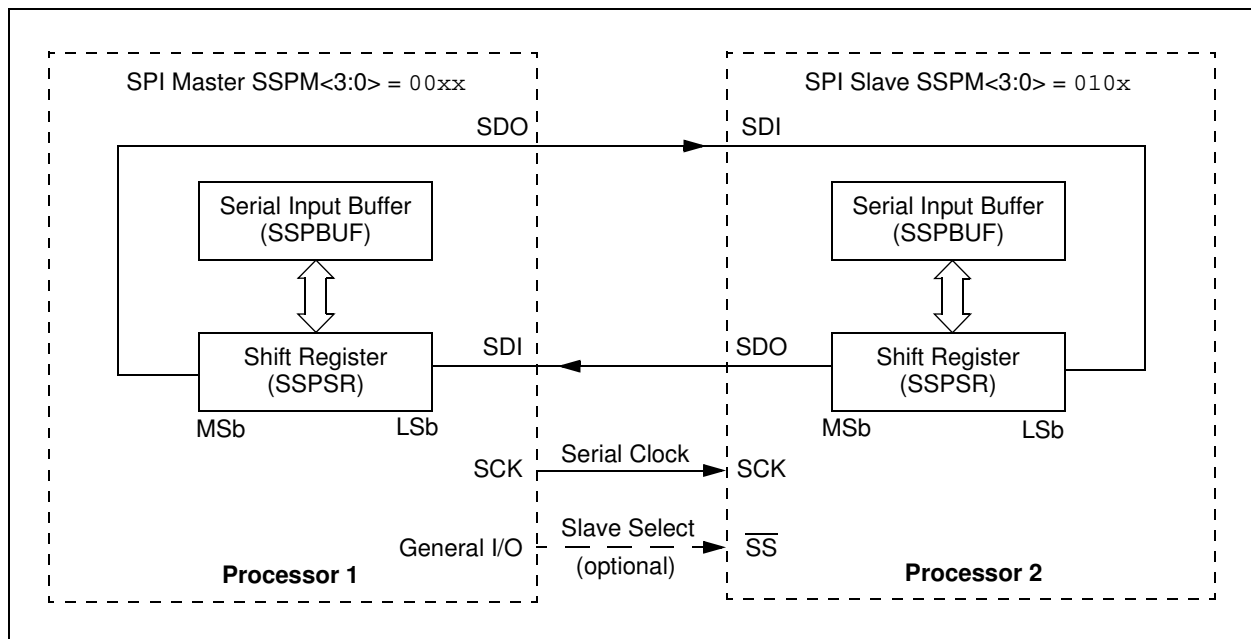 SPI Master SSPM<3:0> = 00xx
SDO
Serial Input Buffer
(SSPBUF)
Shift Register
(SSPSR)
MSb
LSb
SDI
SCK
General I/O
Processor 1
Serial Clock
Slave Select
(optional)
SPI Slave SSPM<3:0> = 010x
SDI
Serial Input Buffer
(SSPBUF)
SDO
Shift Register
(SSPSR)
MSb
LSb
SCK
S̅S̅
Processor 2